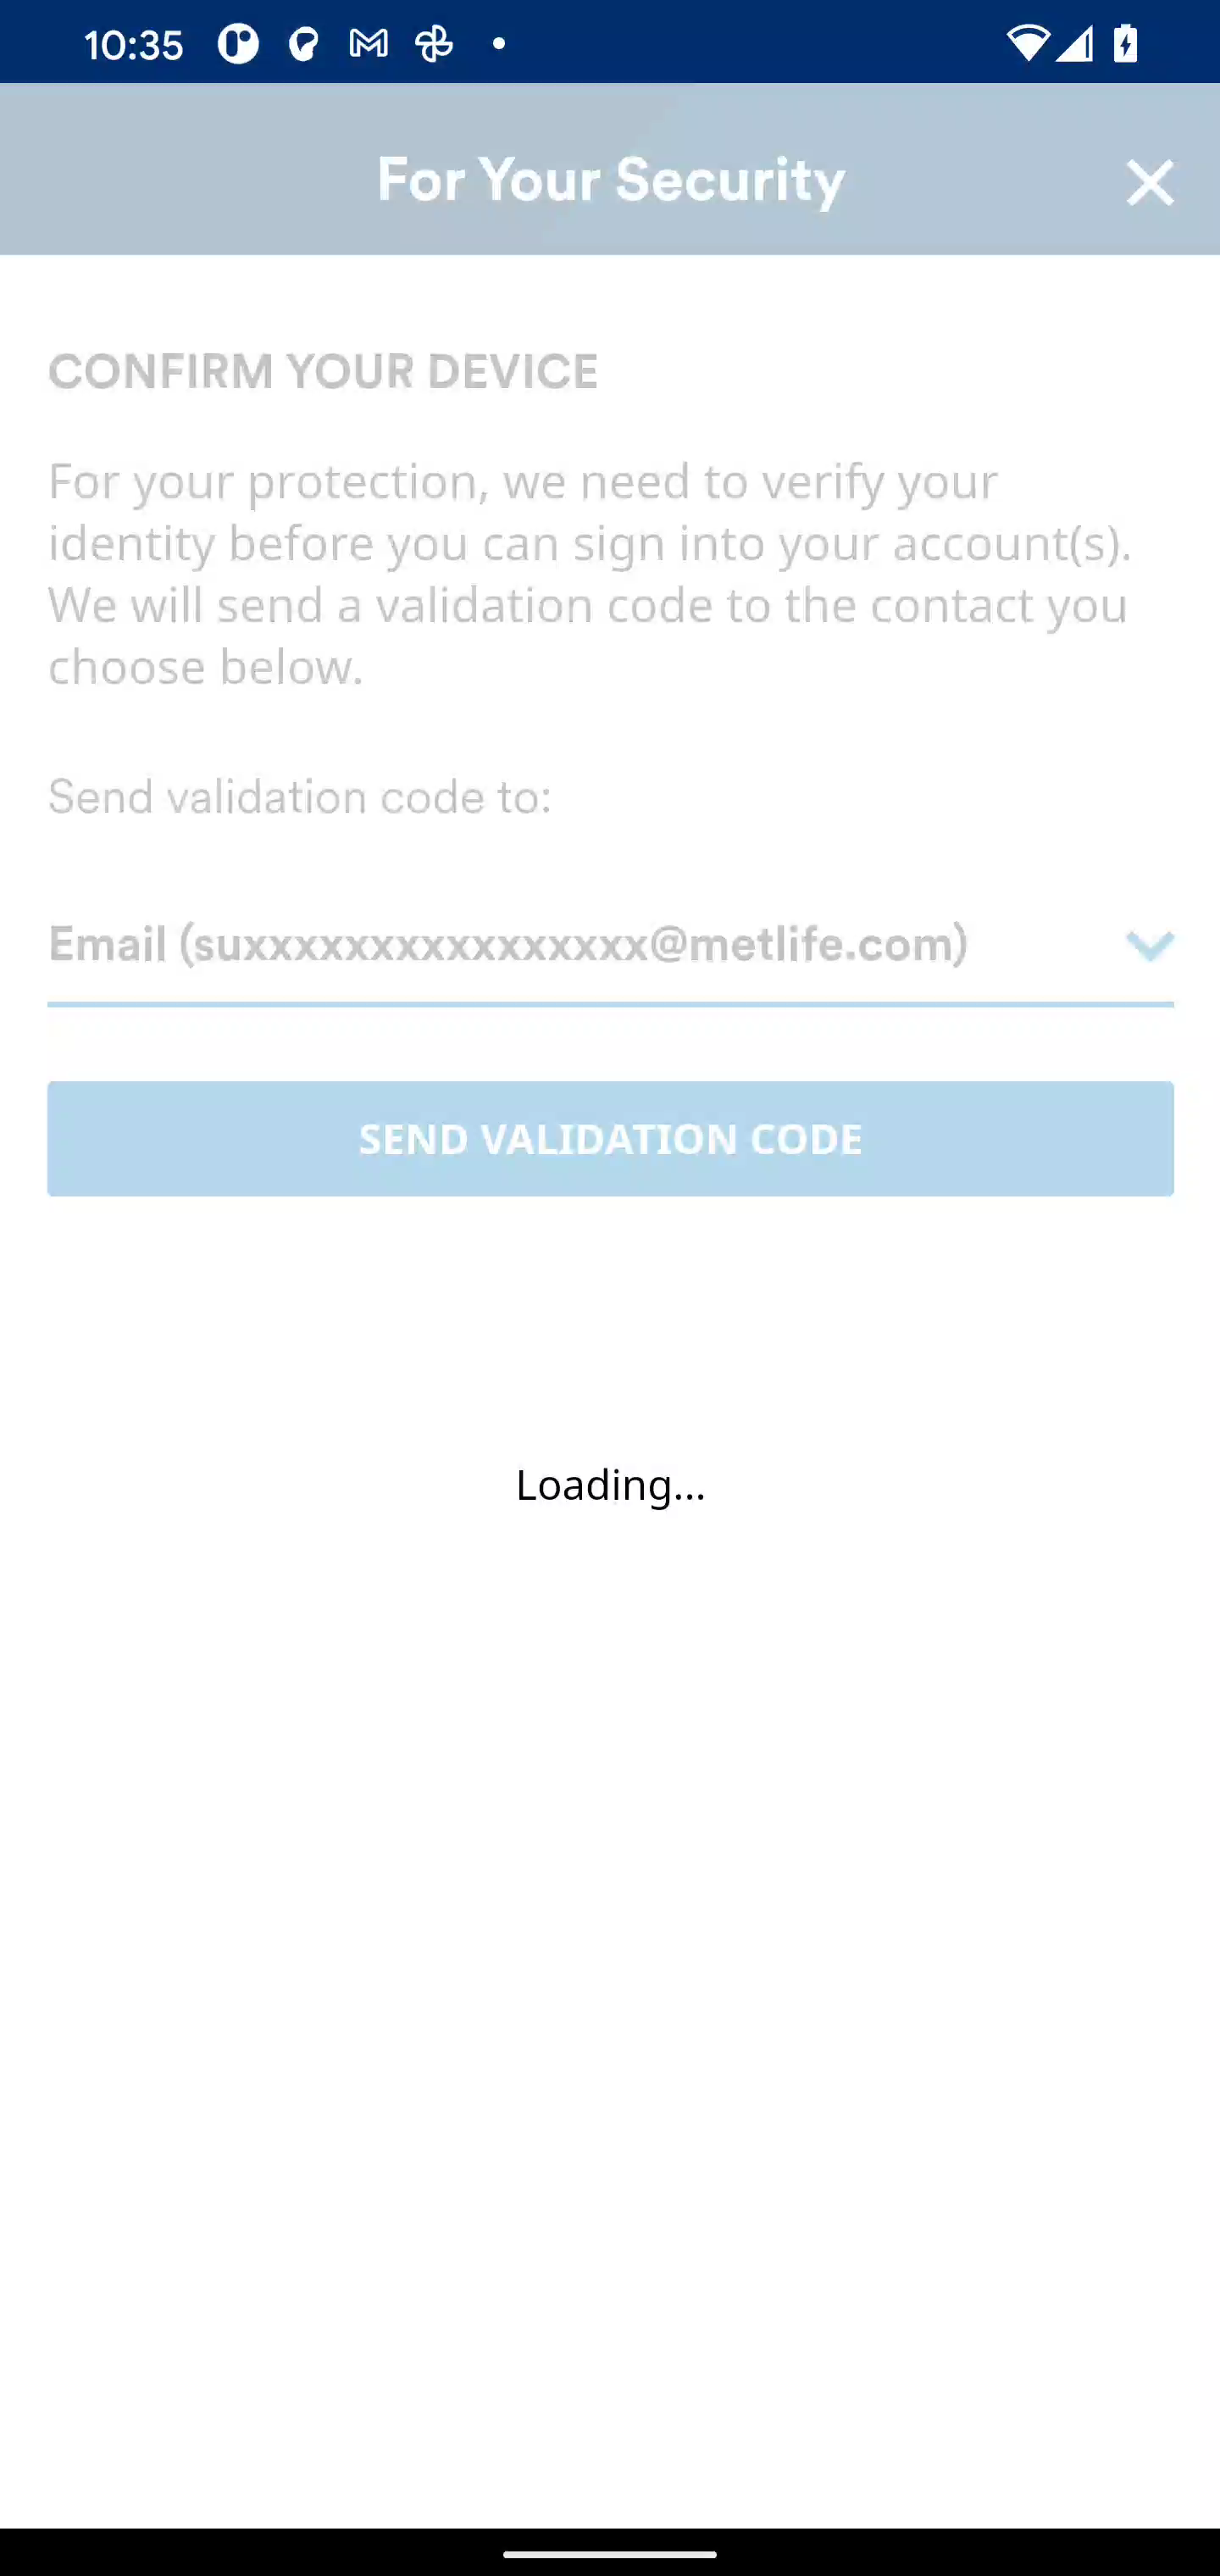 10:35
For Your Security
CONFIRM YOUR DEVICE
For your protection, we need to verify your
identity before you can sign into your account(s).
We will send a validation code to the contact you
choose below.
Send validation code to:
Email (suxxxxxxxxxxxxxxxx@metlife.com)
SEND VALIDATION CODE
Loading...